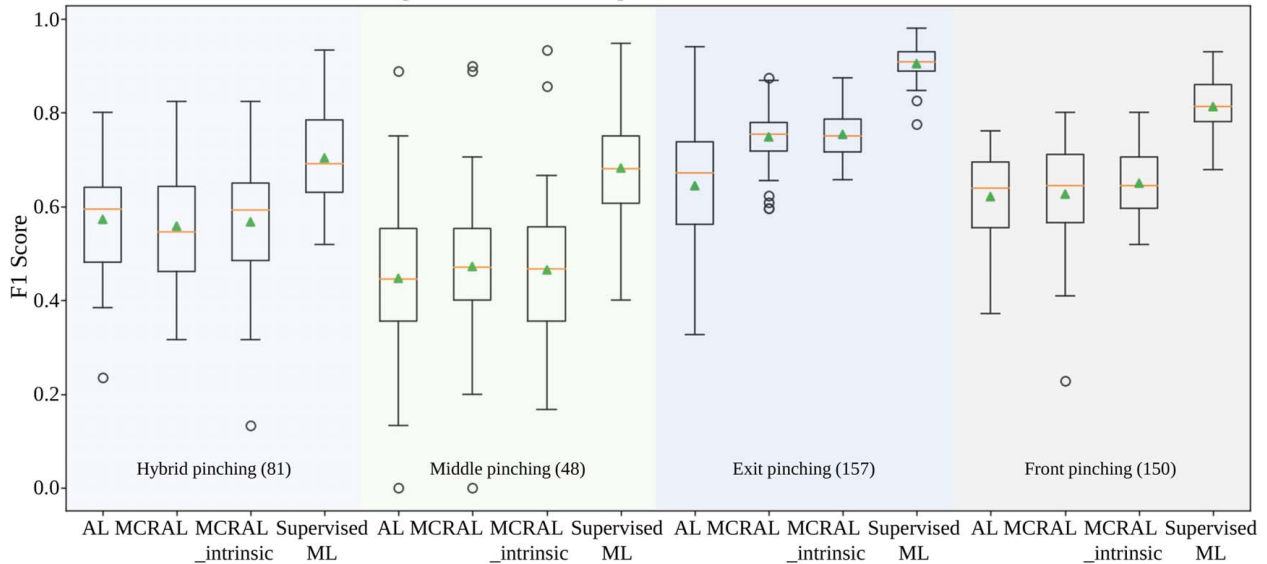 1.0
0.8
0.6
0.4
0.2
0.0
F1 Score
Hybrid pinching (81)
Middle pinching (48)
Exit pinching (157)
Front pinching (150)
AL MCRAL MCRAL Supervised AL MCRAL MCRAL Supervised AL MCRAL MCRAL Supervised AL MCRAL MCRAL Supervised
_intrinsic ML _intrinsic ML _intrinsic ML _intrinsic ML